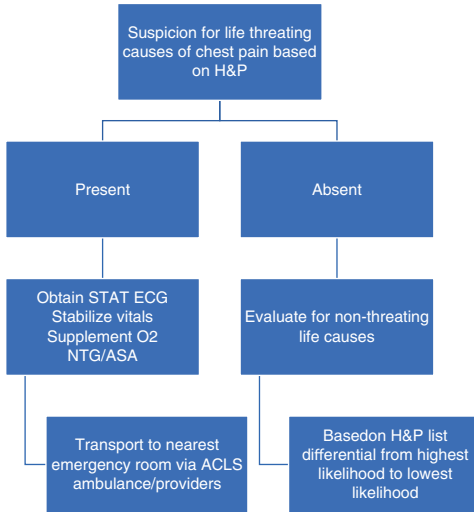 Suspicion for life threating
causes of chest pain based
on H&P
Present
Absent
Obtain STAT ECG
Stabilize vitals
Supplement O2
NTG/ASA
Evaluate for non-threating
life causes
Transport to nearest
emergency room via ACLS
ambulance/providers
Basedon H&P list
differential from highest
likelihood to lowest
likelihood